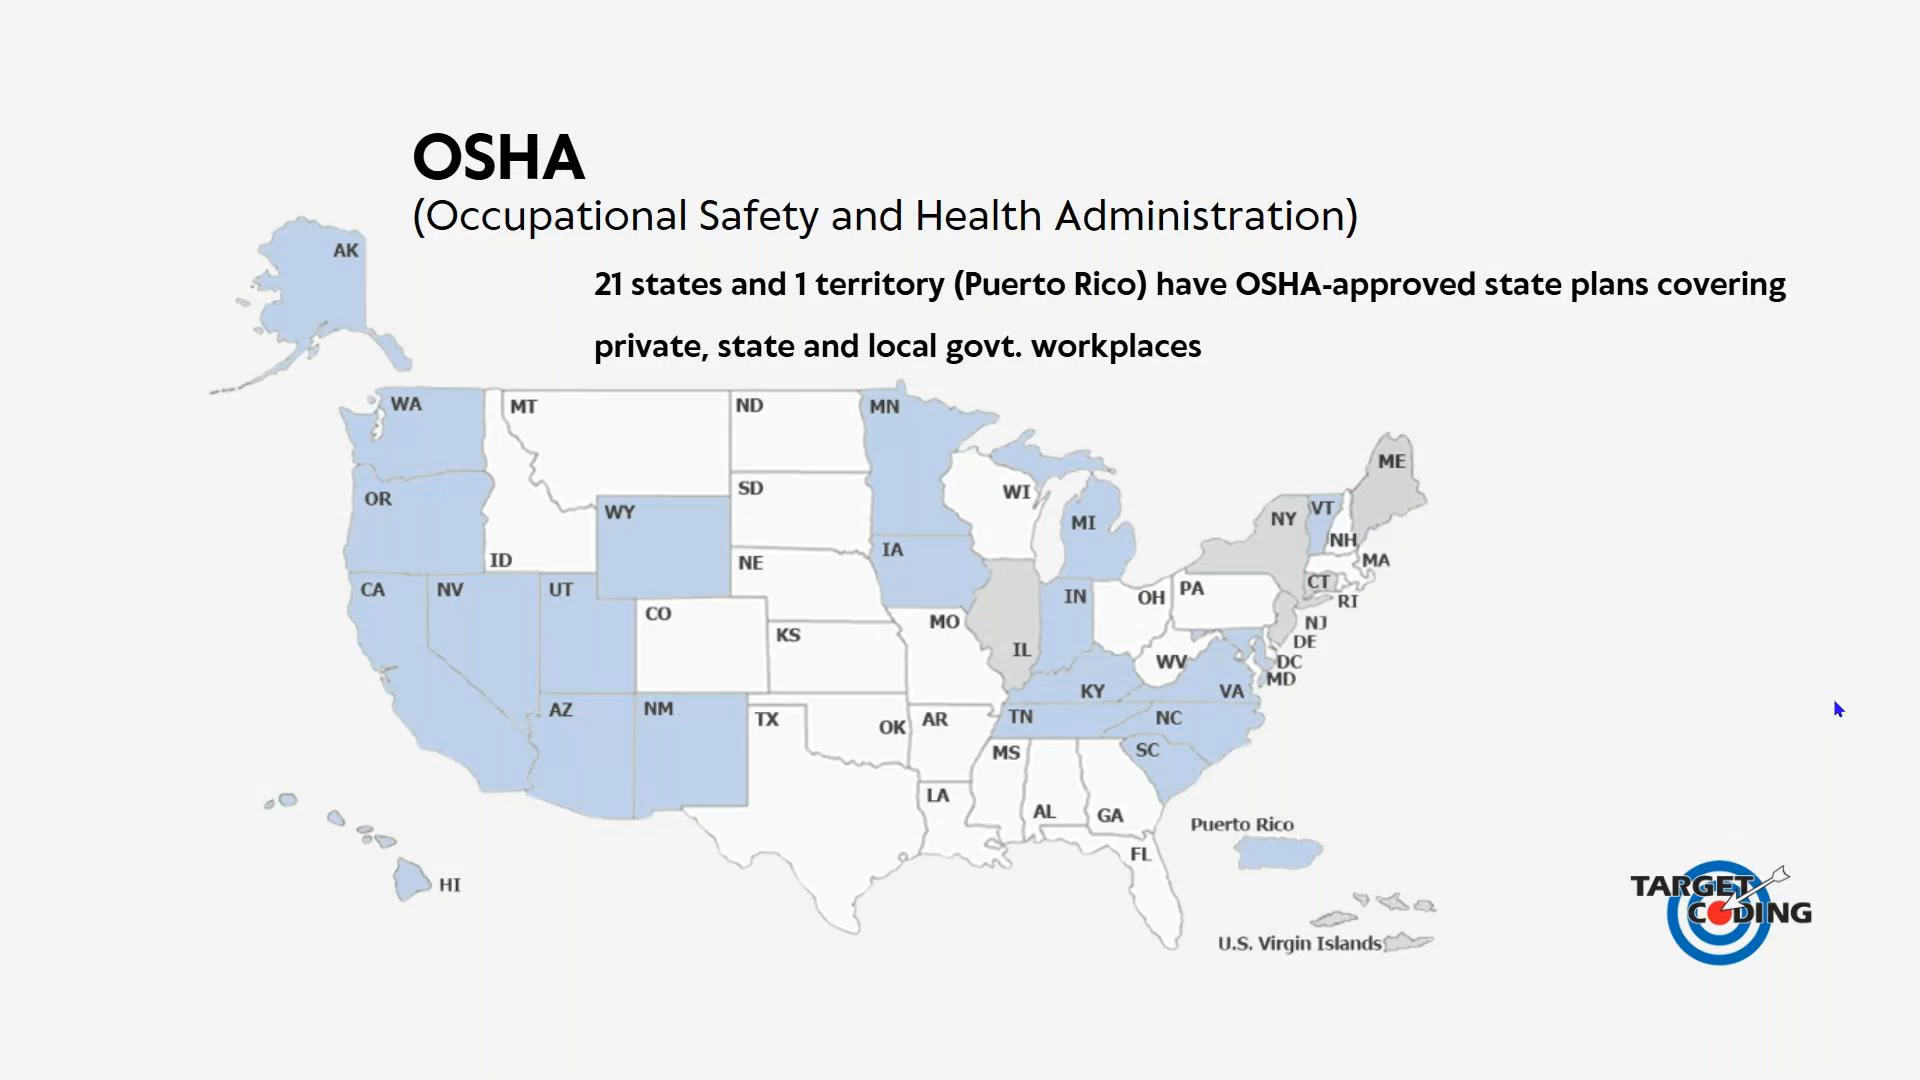 OSHA
(Occupational Safety and Health Administration)
21 states and 1 territory (Puerto Rico) have OSHA-approved state plans covering
private, state and local govt. workplaces
AK
WA
MT
ND
MN
ME
OR
ID
WY
SD
WI
MI
NY
VT
NH
MA
CA
NV
UT
NE
IA
CT
RI
CO
KS
MO
IL
IN
OH
PA
NJ
DE
DC
MD
WV
VA
KY
AZ
NM
TX
OK
AR
TN
NC
SC
MS
LA
AL
GA
FL
HI
Puerto Rico
U.S. Virgin Islands
TARGET
CODING